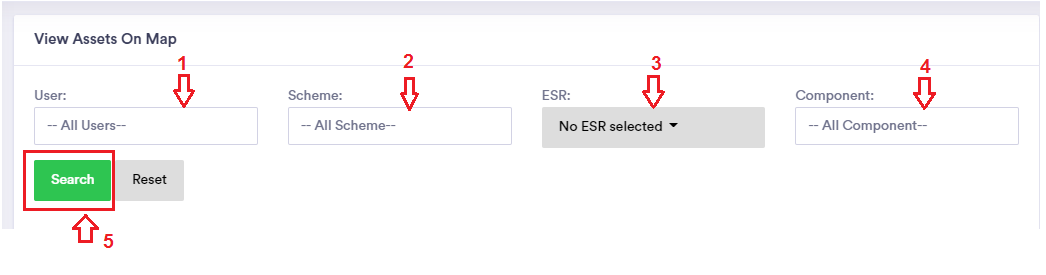 View Assets On Map
1 2 3 4
User: Scheme: ESR: Component:
-- All Users-- -- All Scheme-- No ESR selected -- All Component--
Search Reset
5